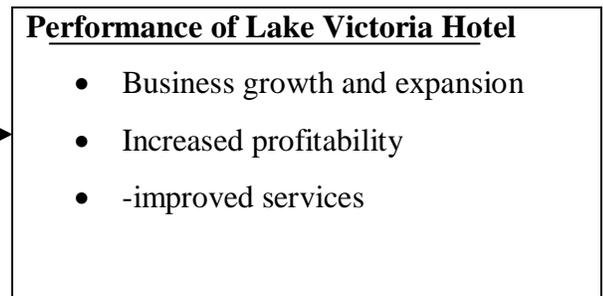 Performance of Lake Victoria Hotel
• Business growth and expansion
• Increased profitability
• -improved services